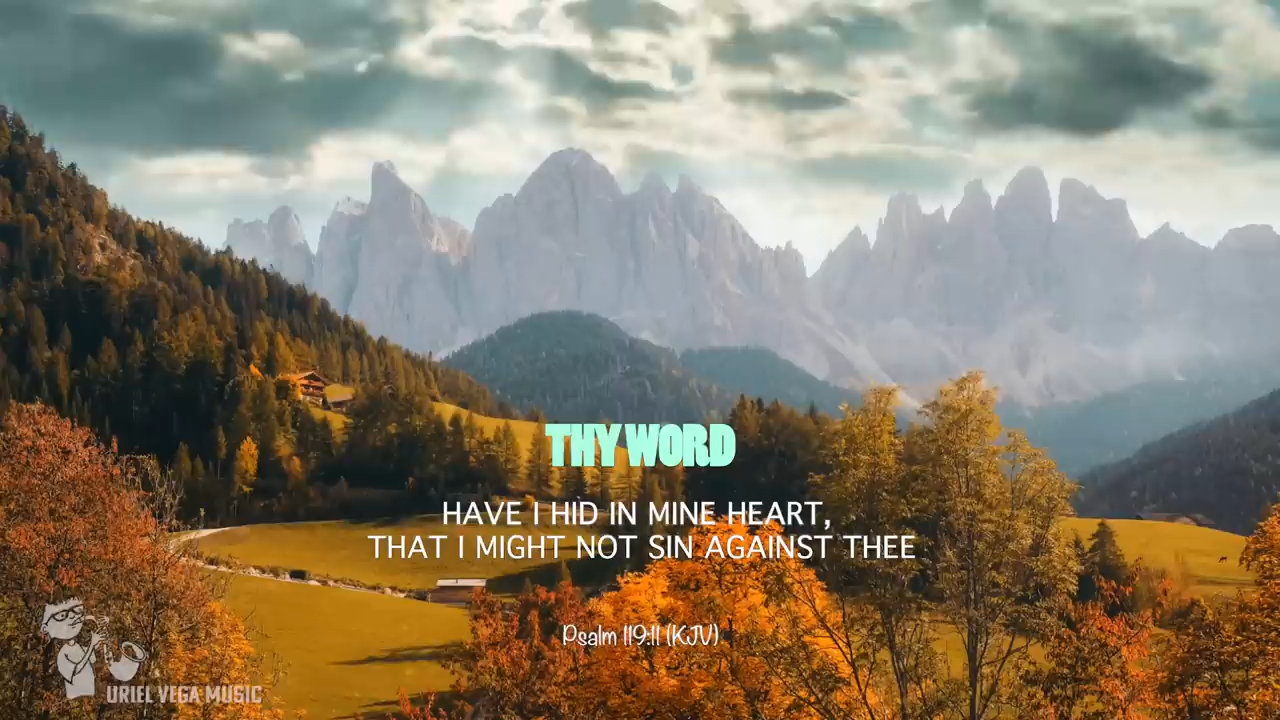 THY WORD
HAVE I HID IN MINE HEART,
THAT I MIGHT NOT SIN AGAINST THEE
Psalm 119:11 (KJV)
URIEL VEGA MUSIC